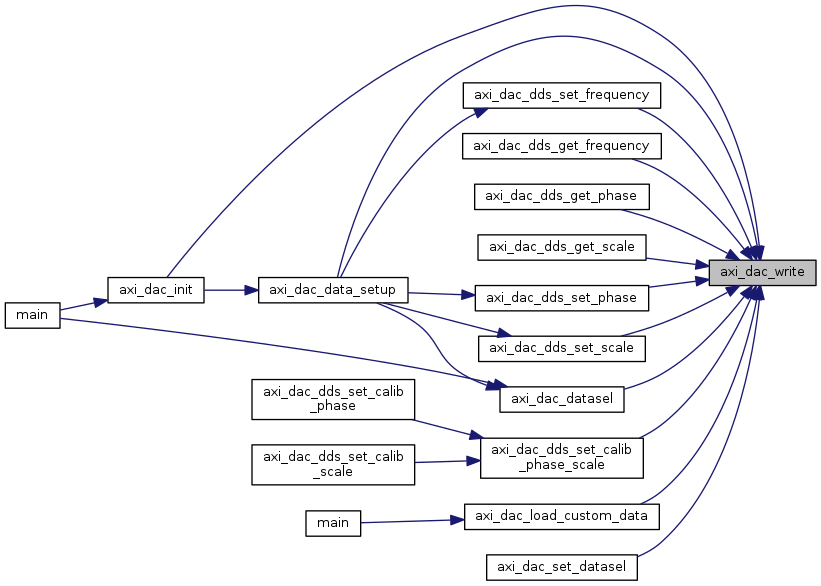 axi_dac_dds_set_frequency
axi_dac_dds_get_frequency
axi_dac_dds_get_phase
axi_dac_dds_get_scale
axi_dac_write
axi_dac_init
axi_dac_data_setup
axi_dac_dds_set_phase
main
axi_dac_dds_set_scale
axi_dac_datasel
axi_dac_dds_set_calib
_phase
axi_dac_dds_set_calib
_phase_scale
axi_dac_dds_set_calib
_scale
axi_dac_load_custom_data
main
axi_dac_set_datasel